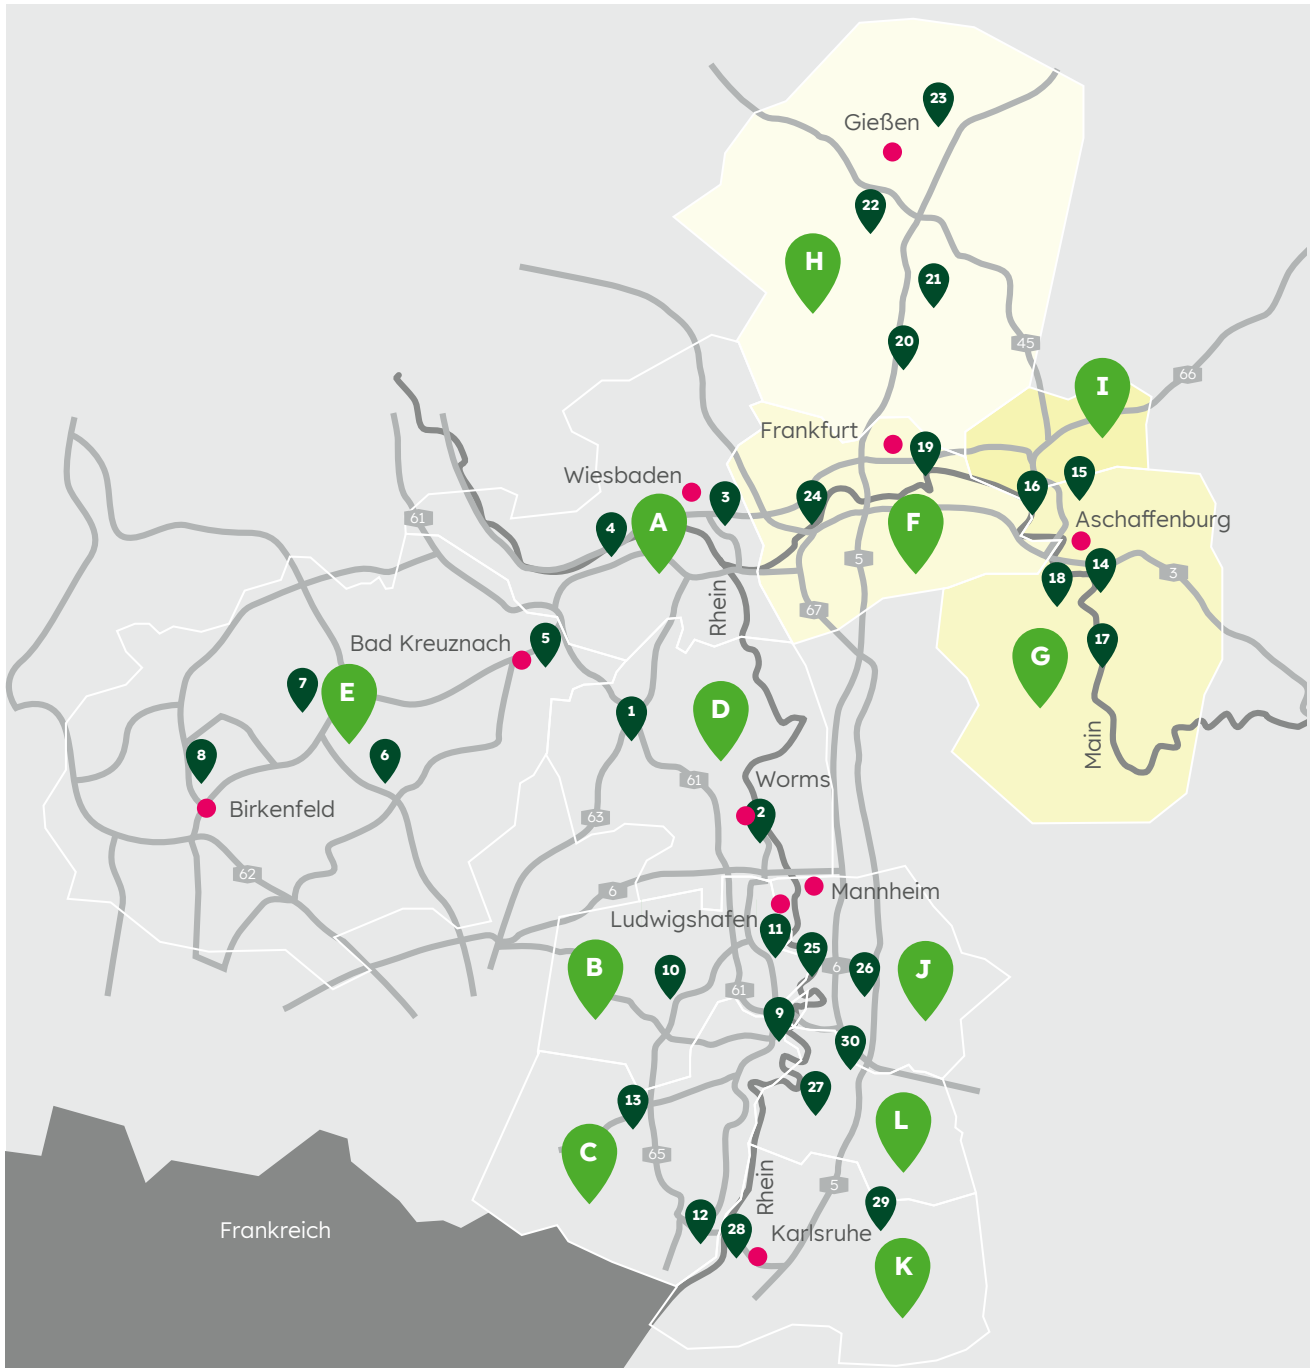 23
Gießen
22
H
21
20
45
66
I
Frankfurt
19
15
Wiesbaden
16
3
24
61
4
A
F
Aschaffenburg
5
14
3
18
Rhein
67
Bad Kreuznach
5
17
G
7
E
D
1
Main
8
6
61
Worms
Birkenfeld
2
63
62
6
Mannheim
Ludwigshafen
11
25
B
10
6
26
J
61
9
30
27
13
L
C
65
Rhein
5
29
12
28
Karlsruhe
Frankreich
K